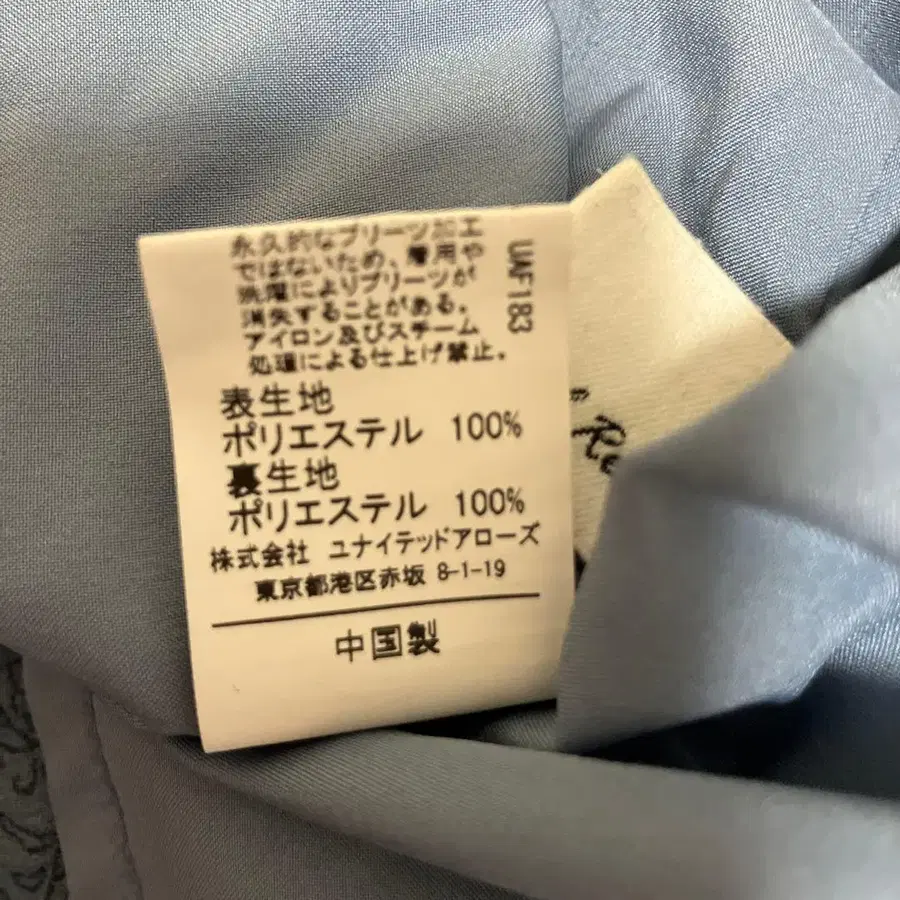 永久的なプリーツ加工
ではないため、着用や
洗濯によりプリーツが
消失することがある。
アイロン及びスチーム
処理による仕上げ禁止。
UAF183
表生地
ポリエステル 100%
裏生地
ポリエステル 100%
株式会社 ユナイテッドアローズ
東京都港区赤坂 8-1-19
中国製